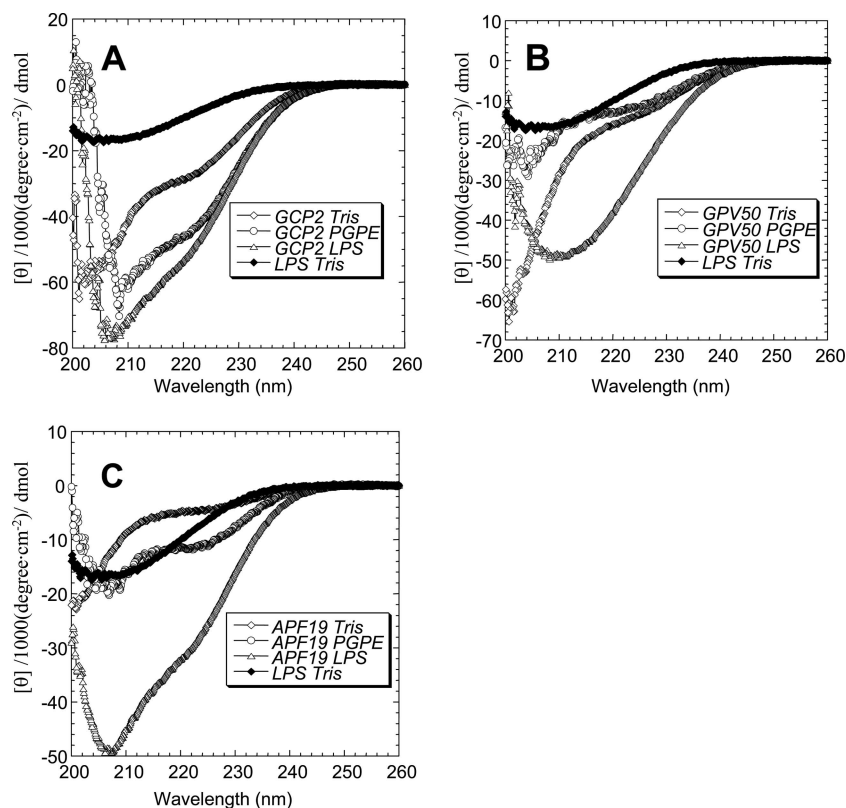 A
20
0
-20
-40
-60
-80
[θ] /1000(degree·cm⁻²)/ dmol
GCP2 Tris
GCP2 PGPE
GCP2 LPS
LPS Tris
200 210 220 230 240 250 260
Wavelength (nm)
B
10
0
-10
-20
-30
-40
-50
-60
-70
[θ] /1000(degree·cm⁻²)/ dmol
GPV50 Tris
GPV50 PGPE
GPV50 LPS
LPS Tris
200 210 220 230 240 250 260
Wavelength (nm)
C
10
0
-10
-20
-30
-40
-50
[θ] /1000(degree·cm⁻²)/ dmol
APF19 Tris
APF19 PGPE
APF19 LPS
LPS Tris
200 210 220 230 240 250 260
Wavelength (nm)